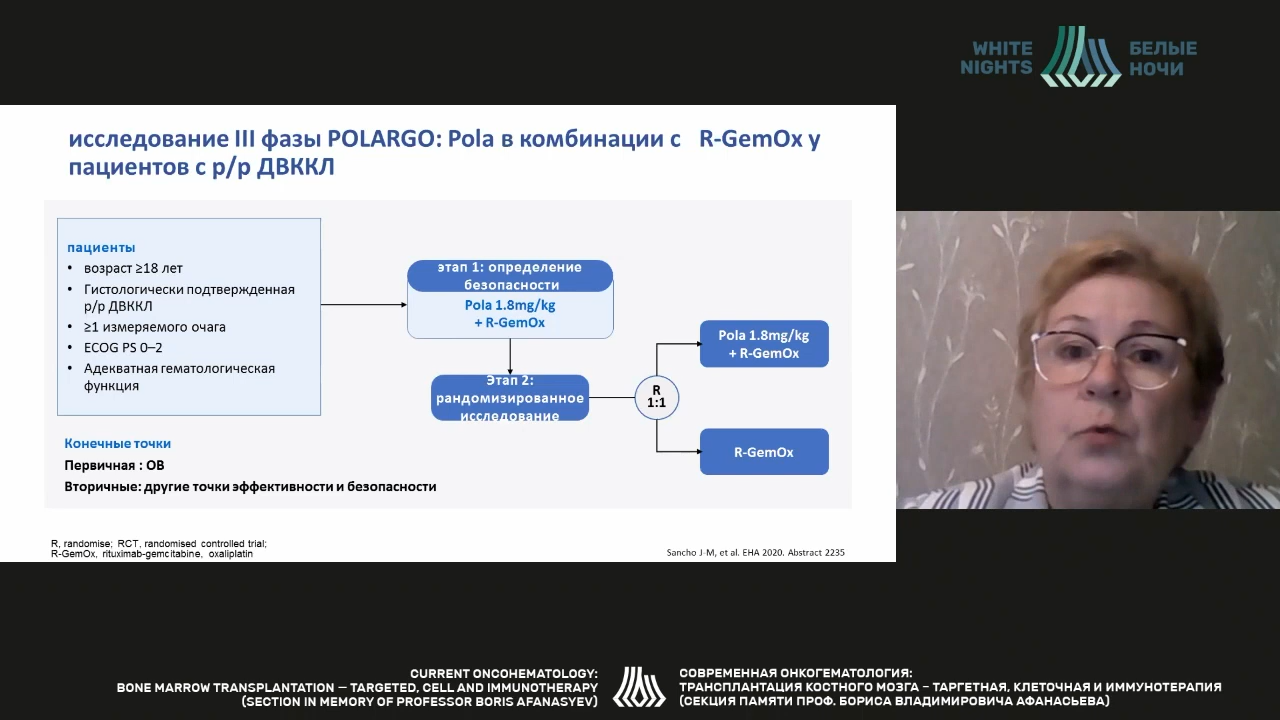 WHITE
NIGHTS
БЕЛЫЕ
НОЧИ
исследование III фазы POLARGO: Pola в комбинации с R-GemOx у
пациентов с р/р ДВККЛ
пациенты
• возраст ≥18 лет
• Гистологически подтвержденная
р/р ДВККЛ
• ≥1 измеряемого очага
• ECOG PS 0–2
• Адекватная гематологическая
функция
этап 1: определение
безопасности
Pola 1.8mg/kg
+ R-GemOx
Этап 2:
рандомизированное
исследование
R
1:1
Pola 1.8mg/kg
+ R-GemOx
R-GemOx
Конечные точки
Первичная : ОВ
Вторичные: другие точки эффективности и безопасности
R, randomise; RCT, randomised controlled trial;
R-GemOx, rituximab-gemcitabine, oxaliplatin
Sancho J-M, et al. EHA 2020. Abstract 2235
CURRENT ONCOHEMATOLOGY:
BONE MARROW TRANSPLANTATION – TARGETED, CELL AND IMMUNOTHERAPY
(SECTION IN MEMORY OF PROFESSOR BORIS AFANASYEV)
СОВРЕМЕННАЯ ОНКОГЕМАТОЛОГИЯ:
ТРАНСПЛАНТАЦИЯ КОСТНОГО МОЗГА – ТАРГЕТНАЯ, КЛЕТОЧНАЯ И ИММУНОТЕРАПИЯ
(СЕКЦИЯ ПАМЯТИ ПРОФ. БОРИСА ВЛАДИМИРОВИЧА АФАНАСЬЕВА)